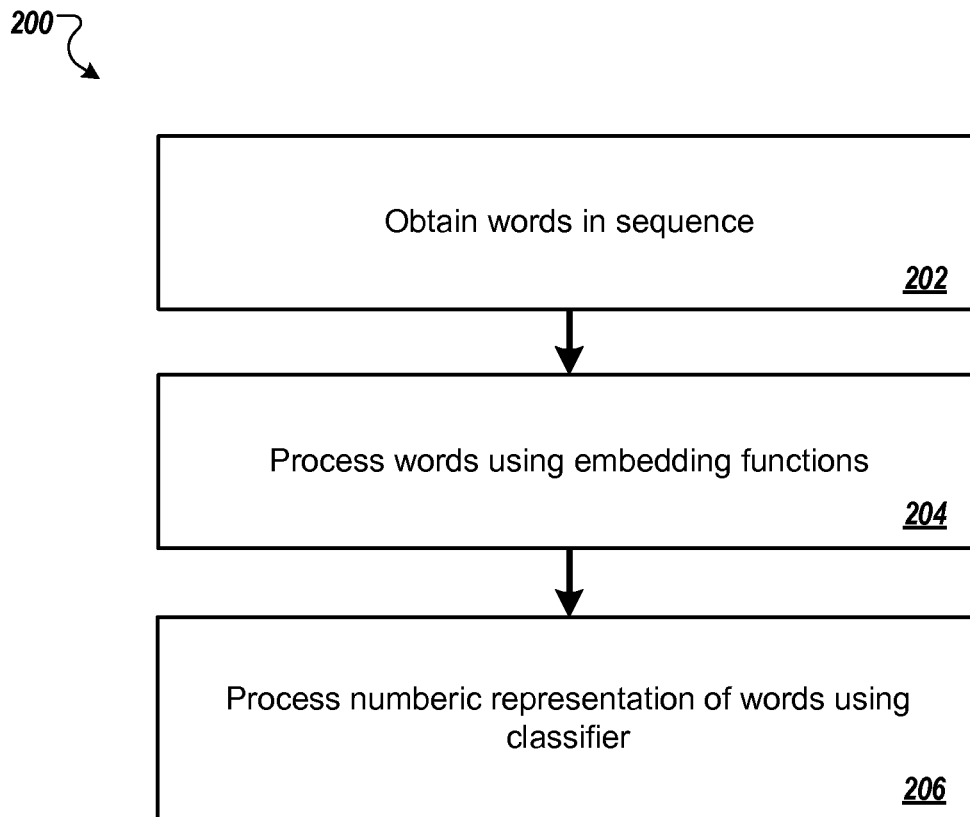 200
Obtain words in sequence
202
Process words using embedding functions
204
Process numberic representation of words using
classifier
206